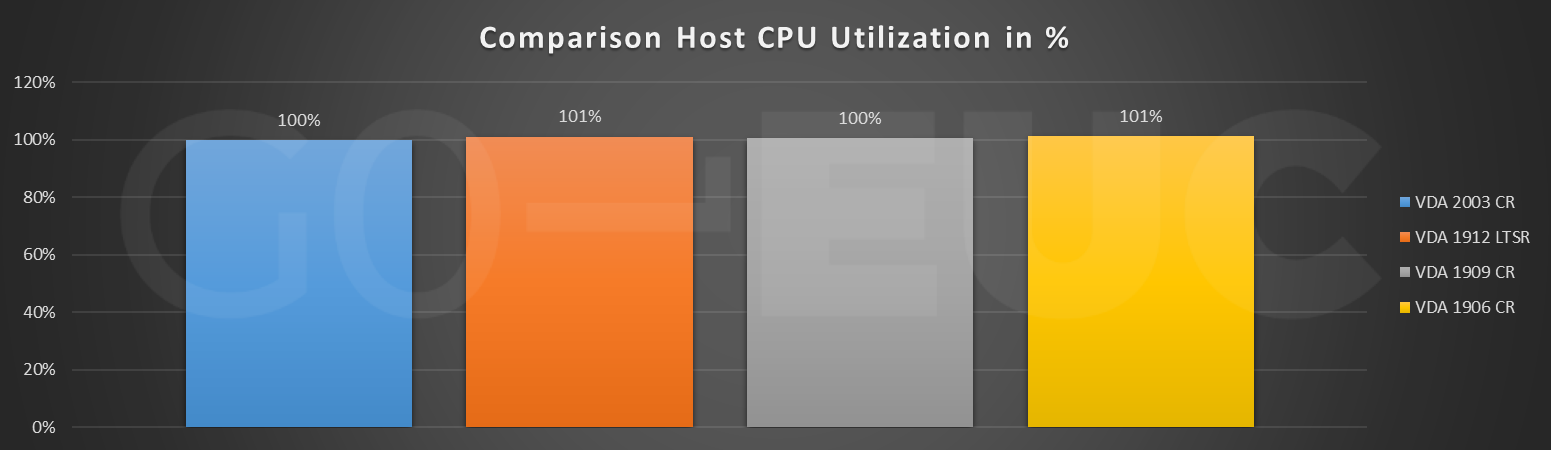 Comparison Host CPU Utilization in %
120%
100%
80%
60%
40%
20%
0%
100%
101%
100%
101%
VDA 2003 CR
VDA 1912 LTSR
VDA 1909 CR
VDA 1906 CR
GO-EUC